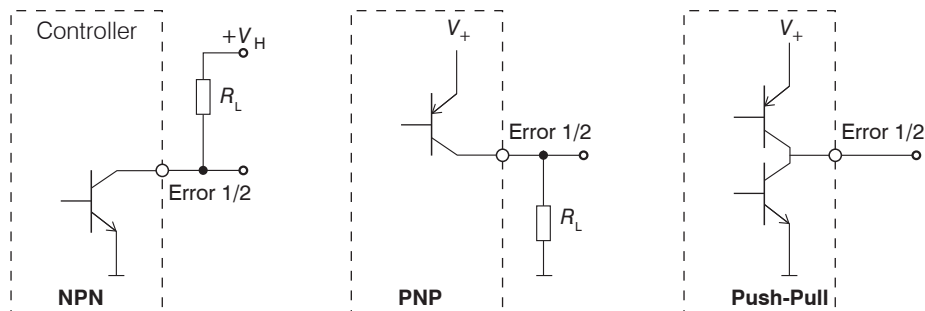 Controller
+V_H
R_L
Error 1/2
NPN
V_+
Error 1/2
R_L
PNP
V_+
Error 1/2
Push-Pull